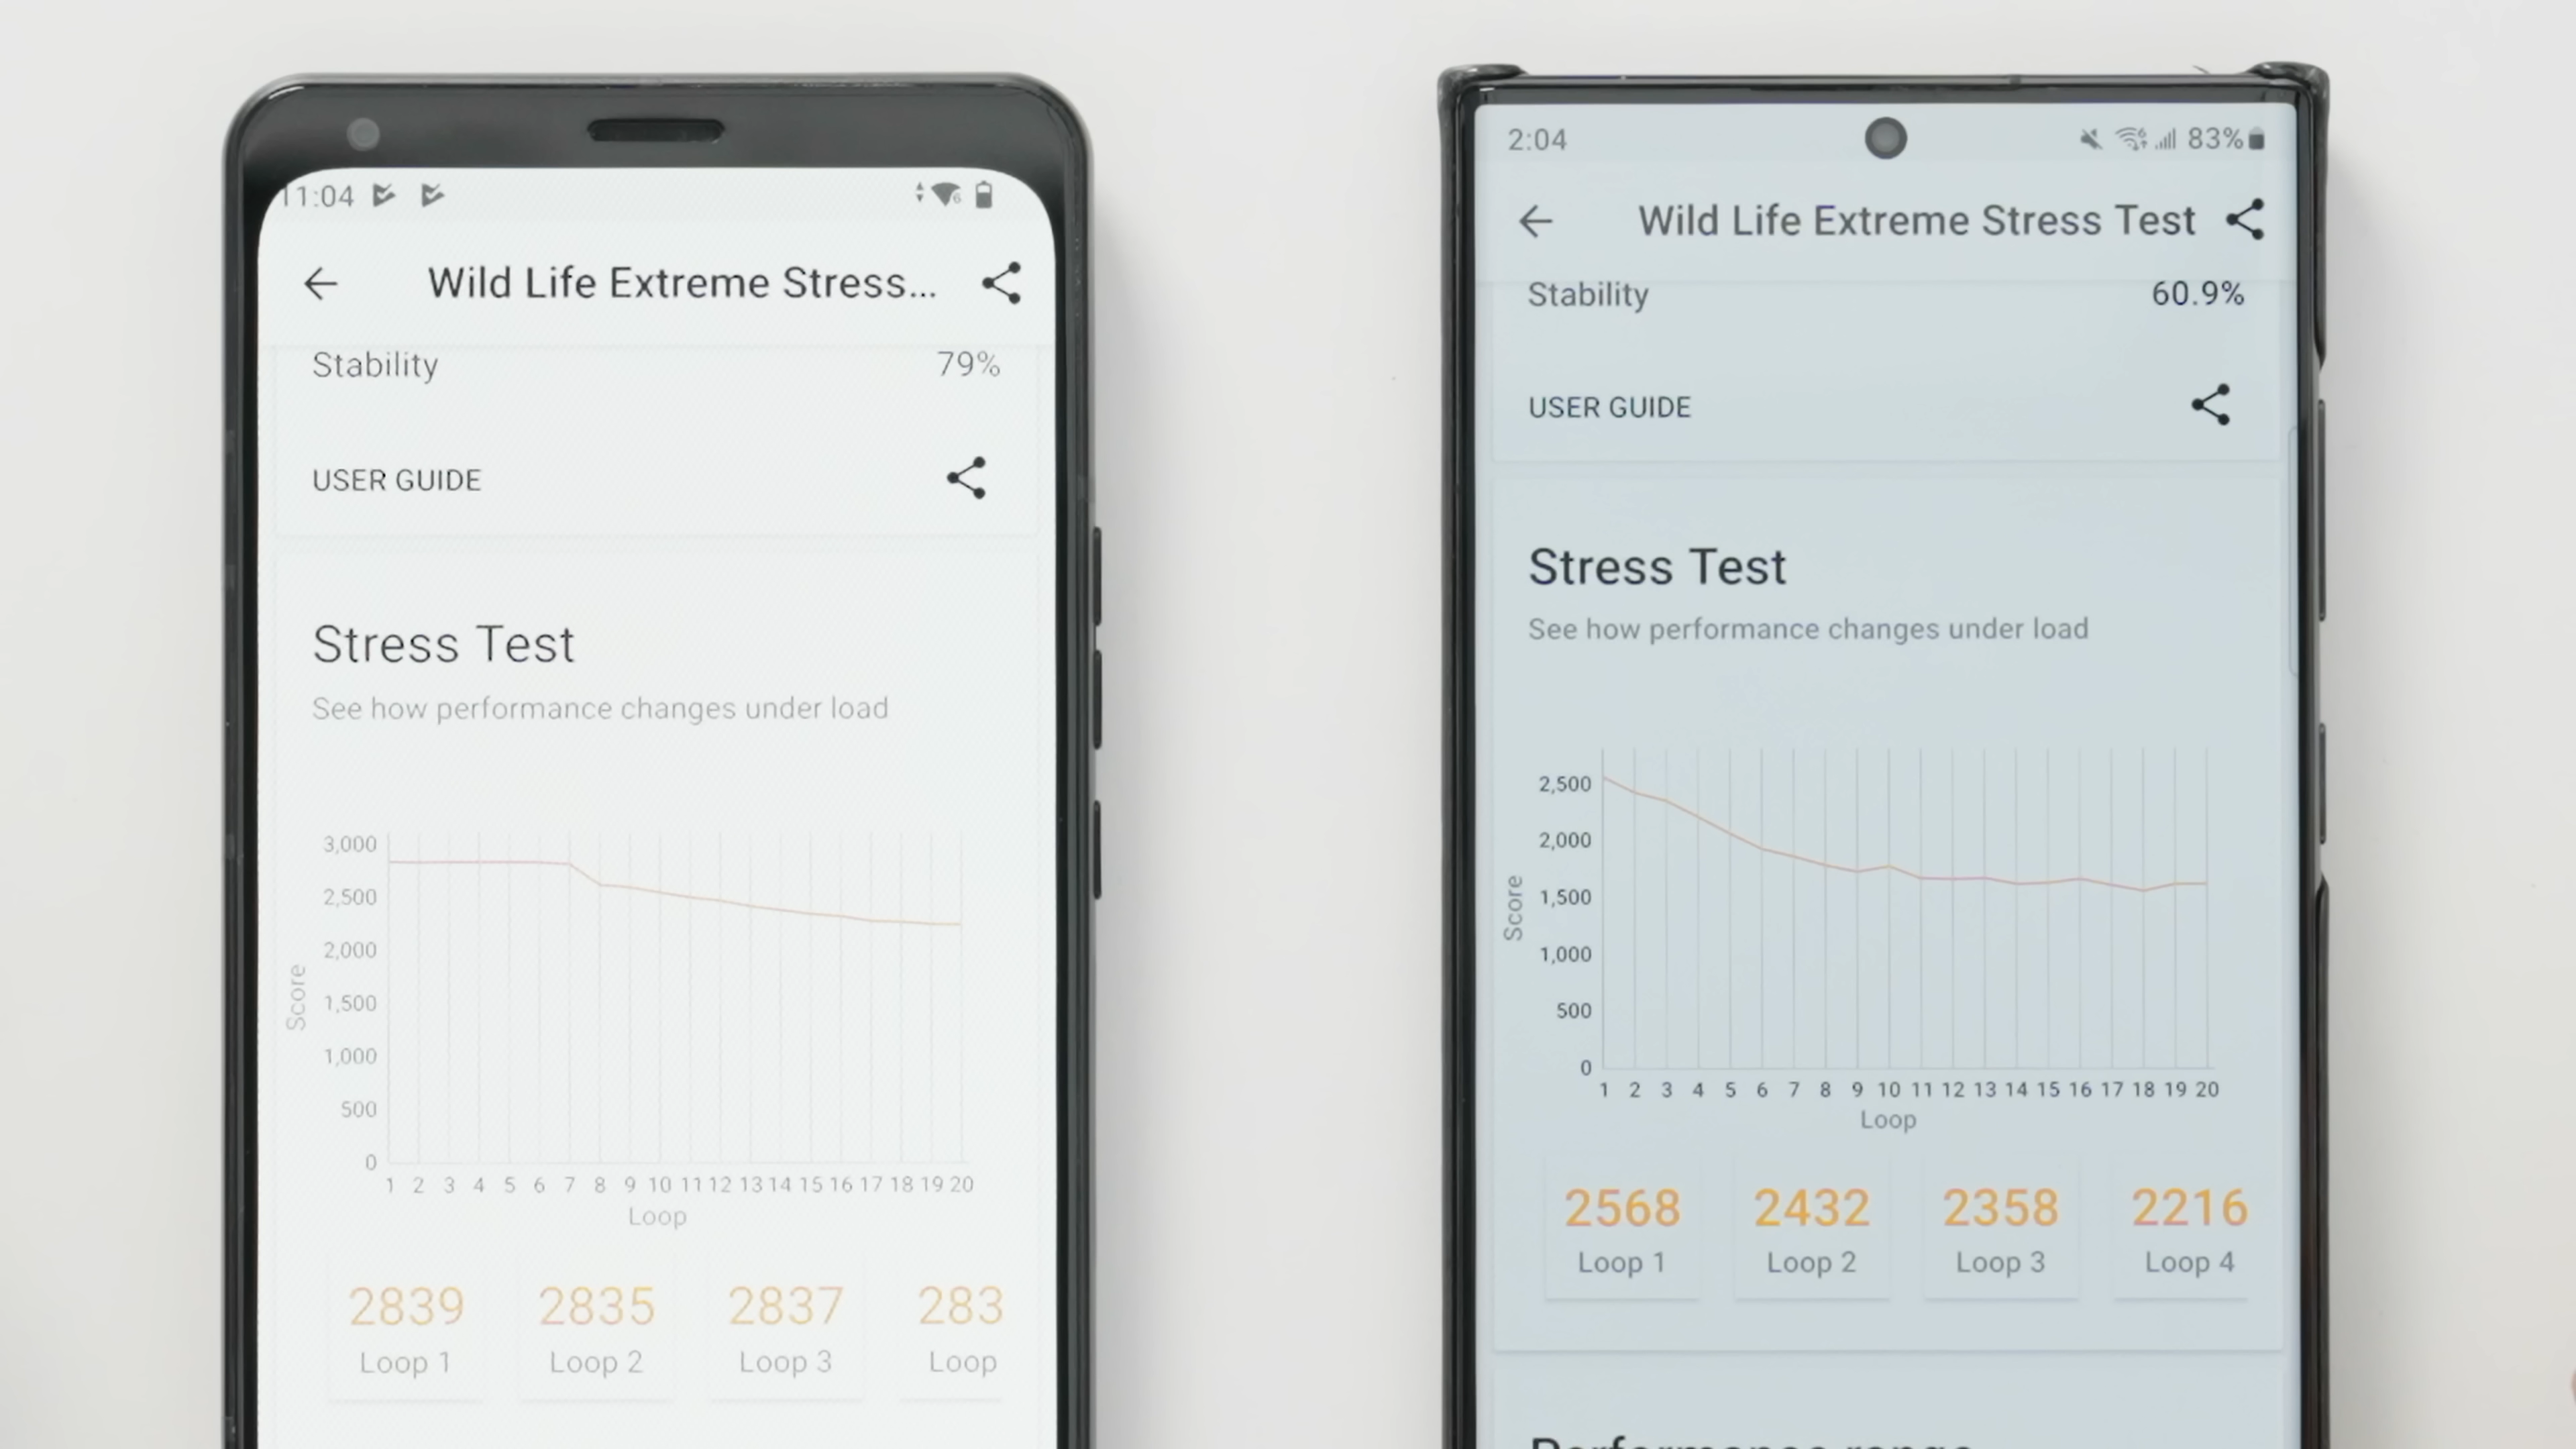 11:04
Wild Life Extreme Stress...
Stability 79%
USER GUIDE
Stress Test
See how performance changes under load
3,000
2,500
2,000
1,500
1,000
500
0
Score
1 2 3 4 5 6 7 8 9 10 11 12 13 14 15 16 17 18 19 20
Loop
2839 2835 2837 283
Loop 1 Loop 2 Loop 3 Loop
2:04 83%
Wild Life Extreme Stress Test
Stability 60.9%
USER GUIDE
Stress Test
See how performance changes under load
2,500
2,000
1,500
1,000
500
0
Score
1 2 3 4 5 6 7 8 9 10 11 12 13 14 15 16 17 18 19 20
Loop
2568 2432 2358 2216
Loop 1 Loop 2 Loop 3 Loop 4
Performance range